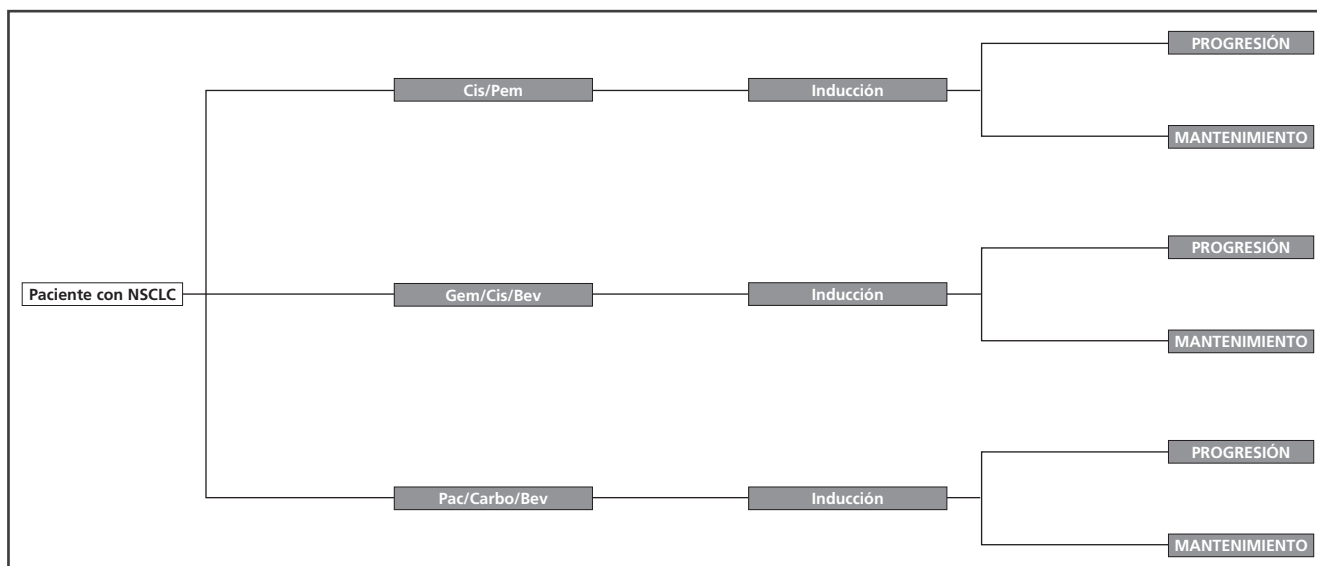 PROGRESIÓN
Cis/Pem
Inducción
MANTENIMIENTO
PROGRESIÓN
Paciente con NSCLC
Gem/Cis/Bev
Inducción
MANTENIMIENTO
PROGRESIÓN
Pac/Carbo/Bev
Inducción
MANTENIMIENTO